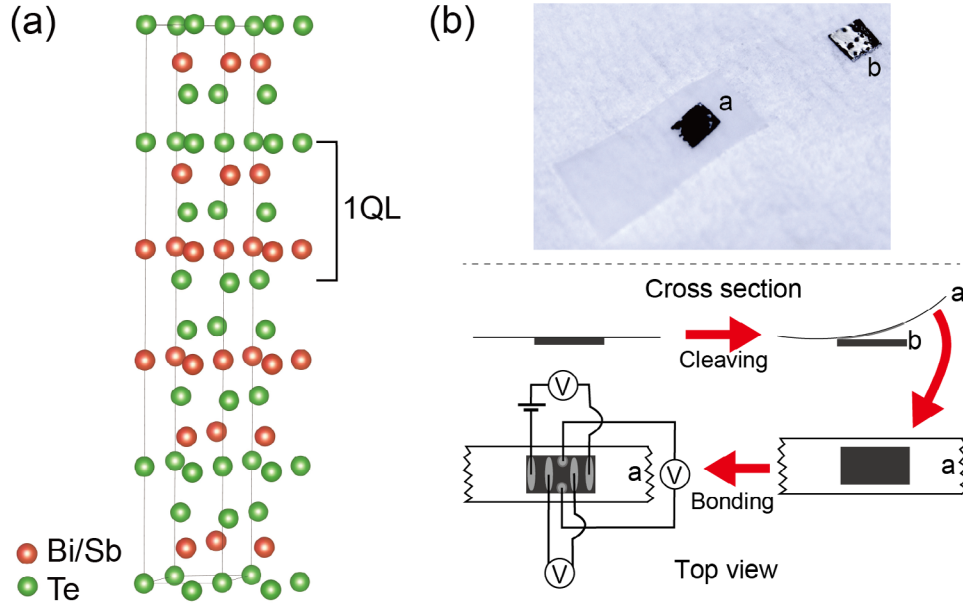 (a)
1QL
Bi/Sb
Te
(b)
a
b
Cross section
Cleaving
a
b
V
a
V
Bonding
a
V
Top view